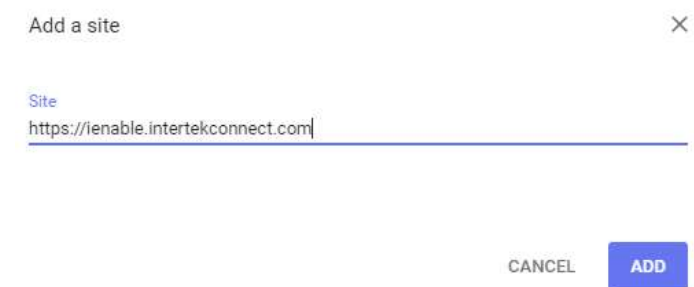 Add a site
Site
https://ienable.intertekconnect.com
CANCEL ADD